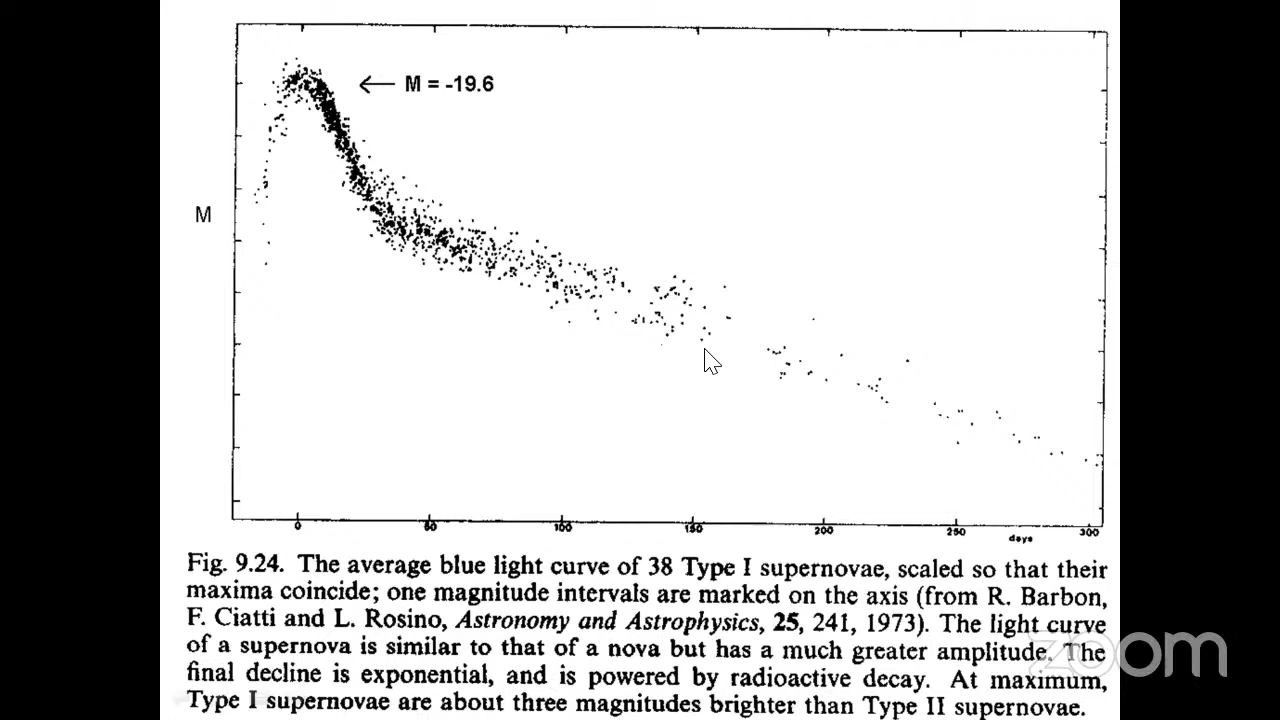 M = -19.6
M
0 50 100 150 200 250 300
days
Fig. 9.24. The average blue light curve of 38 Type I supernovae, scaled so that their
maxima coincide; one magnitude intervals are marked on the axis (from R. Barbon,
F. Ciatti and L. Rosino, Astronomy and Astrophysics, 25, 241, 1973). The light curve
of a supernova is similar to that of a nova but has a much greater amplitude. The
final decline is exponential, and is powered by radioactive decay. At maximum,
Type I supernovae are about three magnitudes brighter than Type II supernovae.
zoom